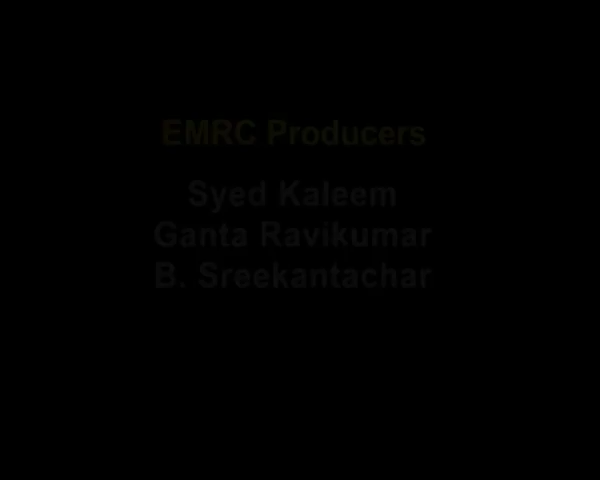 EMRC Producers
Syed Kaleem
Ganta Ravikumar
B. Sreekantachar